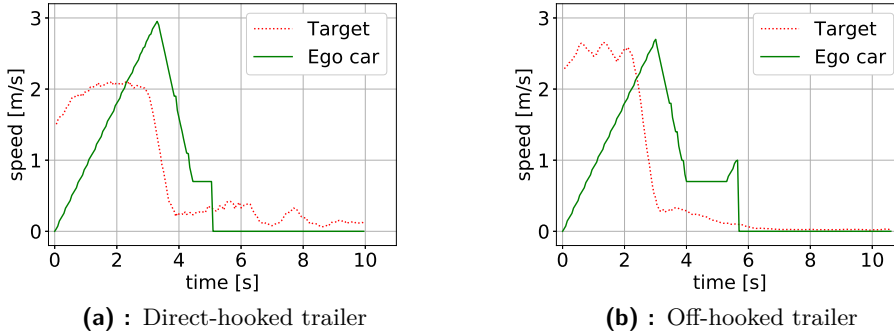 3
2
1
0
speed [m/s]
0 2 4 6 8 10
time [s]
Target
Ego car
(a) : Direct-hooked trailer
3
2
1
0
speed [m/s]
0 2 4 6 8 10
time [s]
Target
Ego car
(b) : Off-hooked trailer